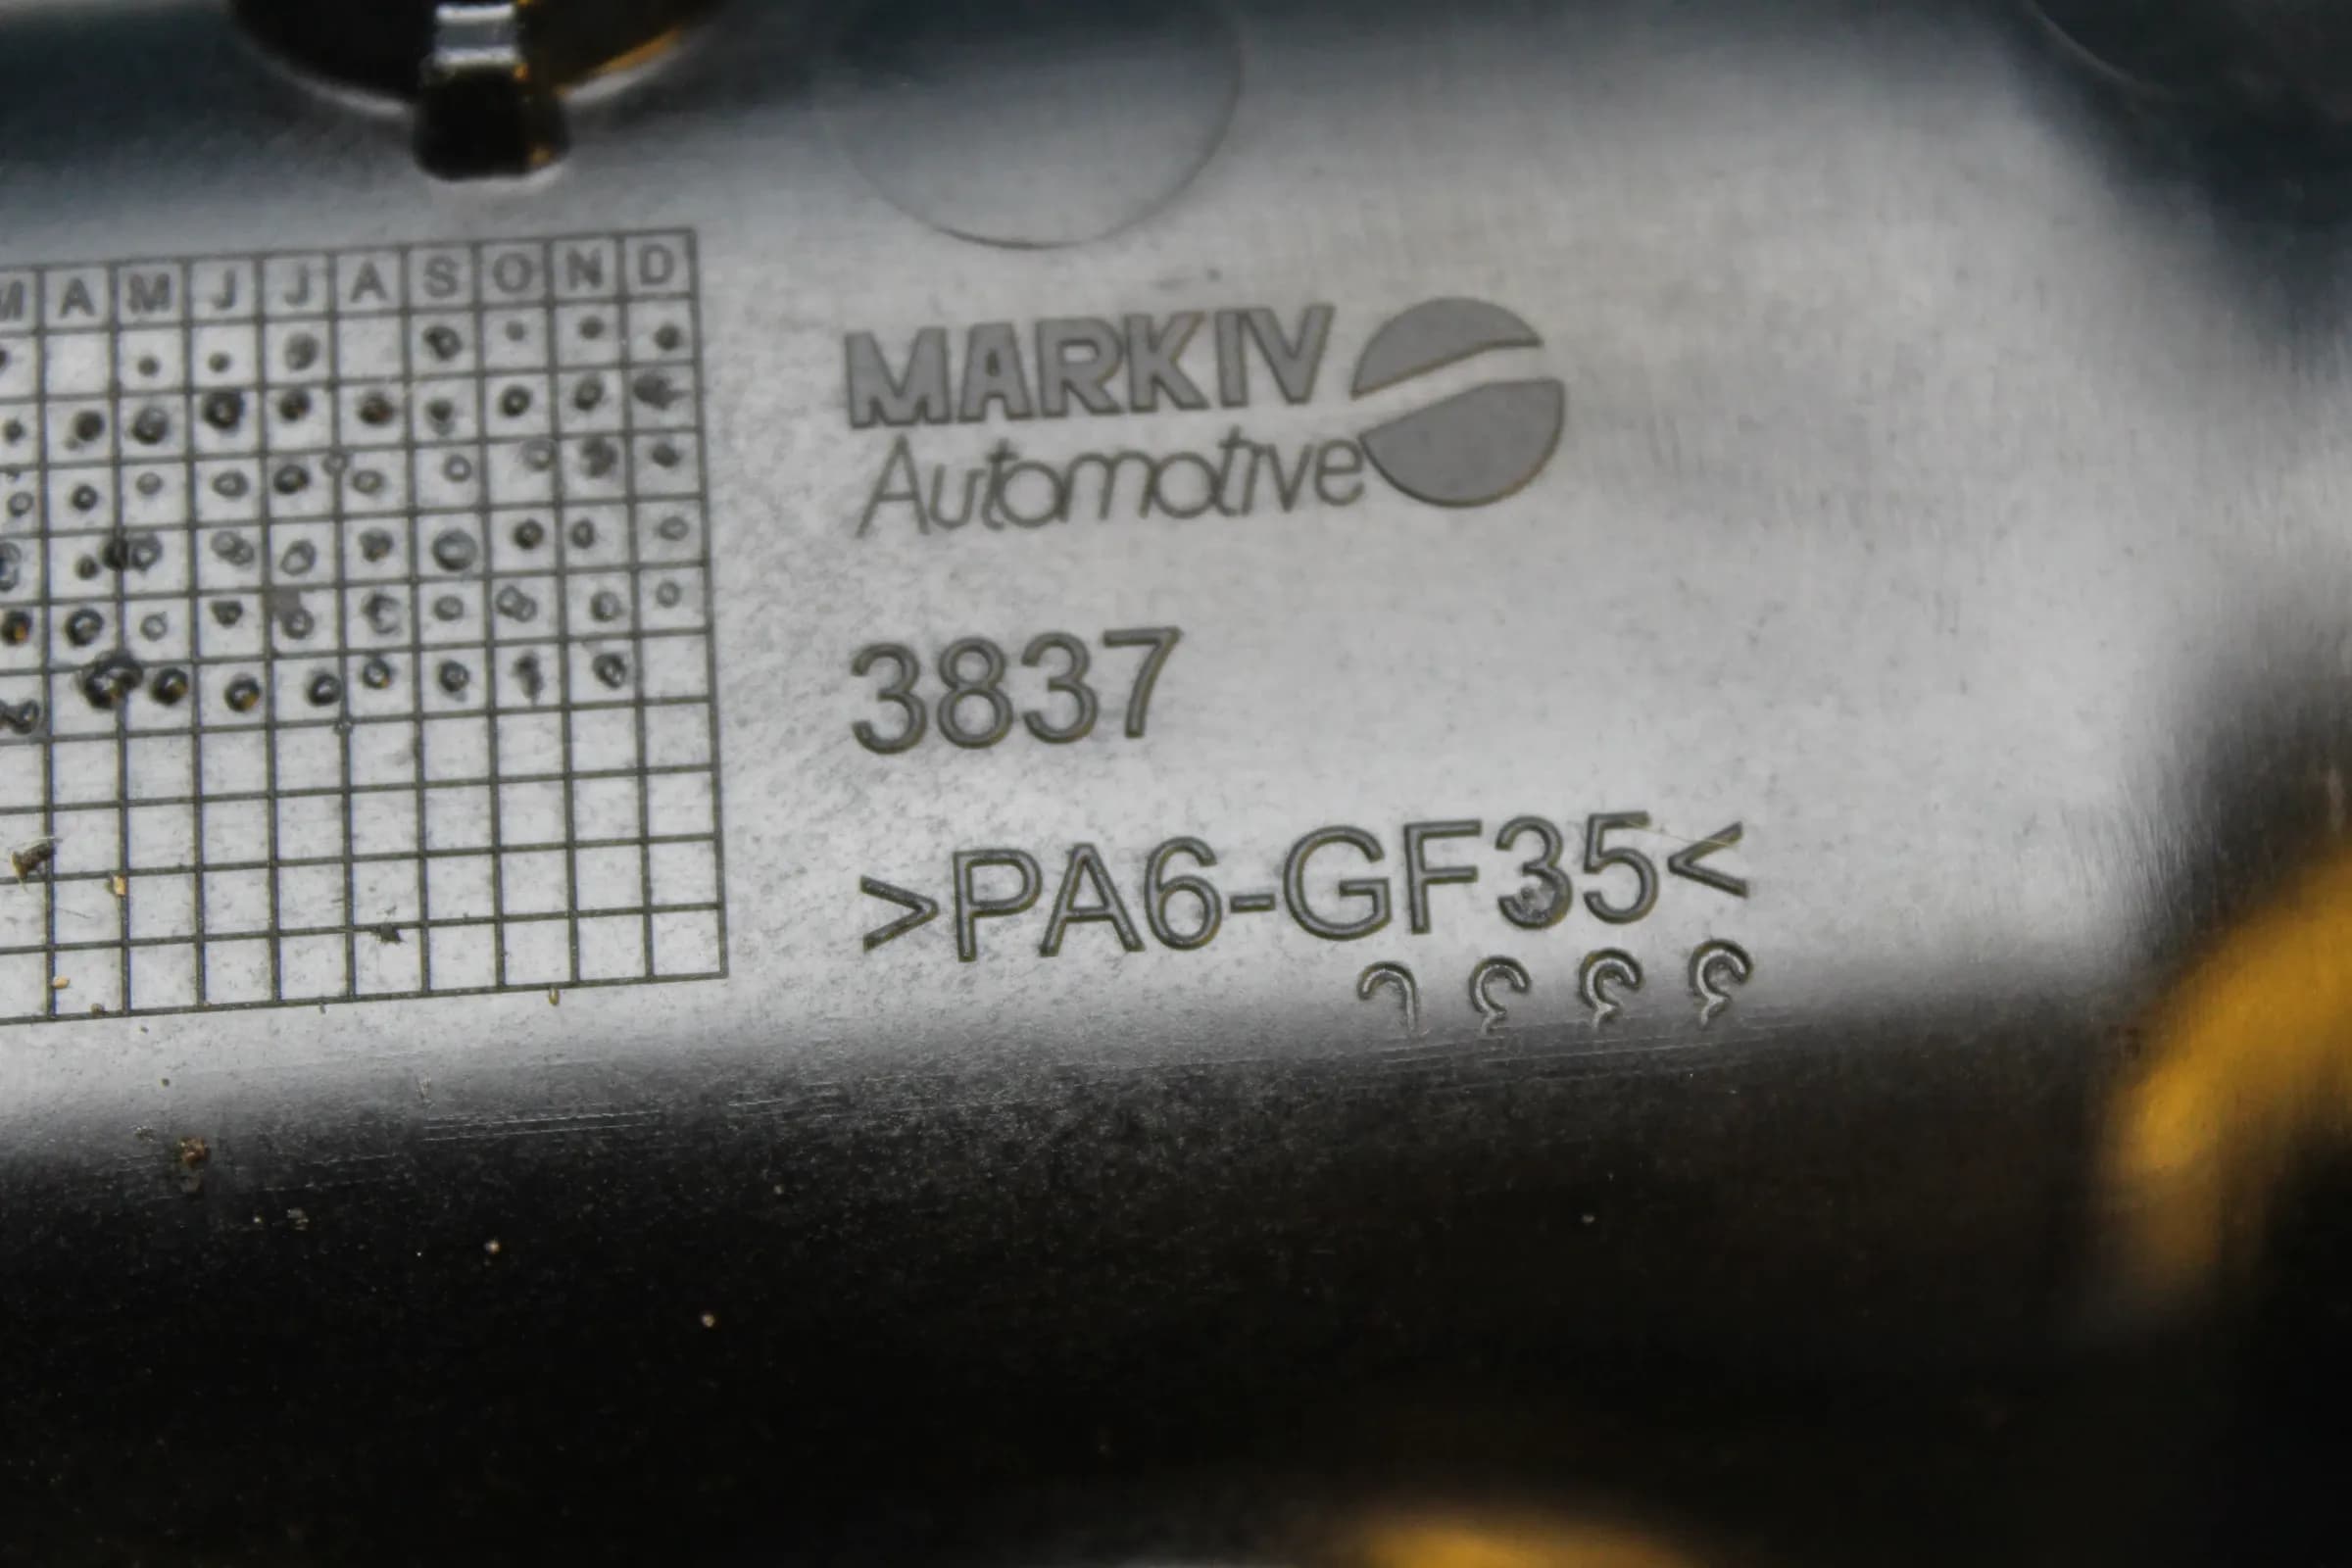 M A M J J A S O N D
MARKIV
Automotive
3837
>PA6-GF35<